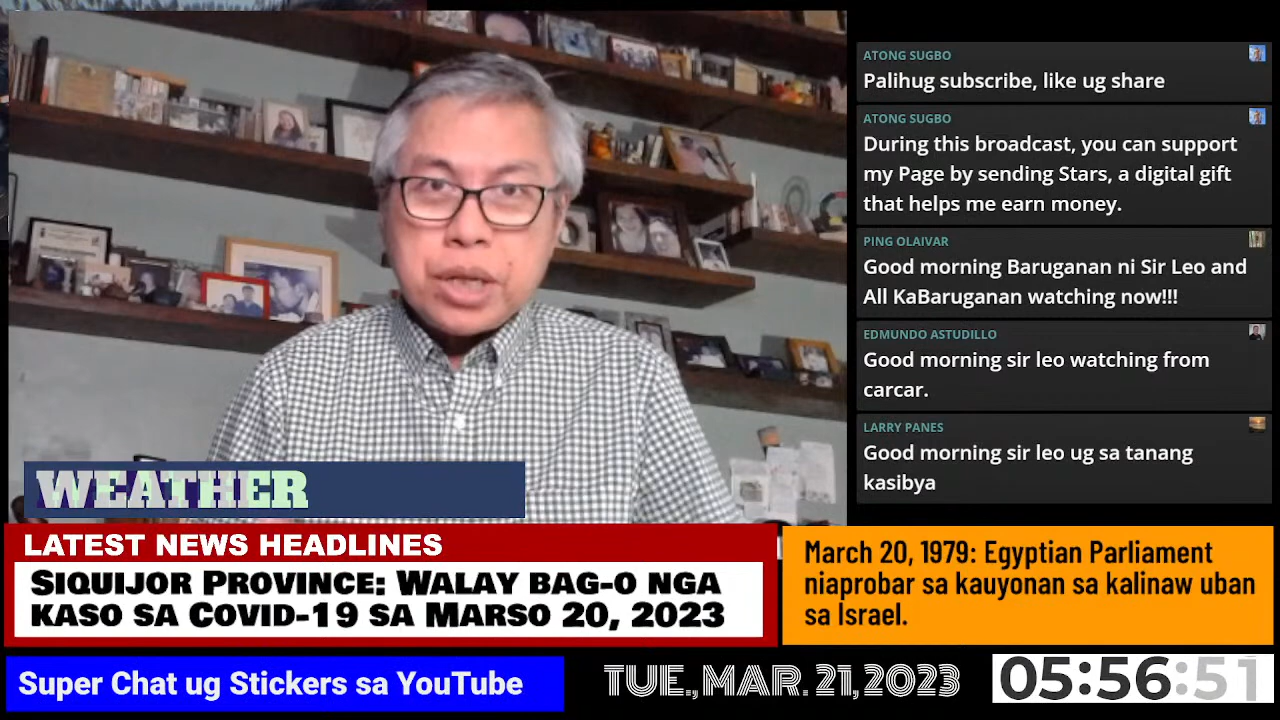 ATONG SUGBO
Palihug subscribe, like ug share
ATONG SUGBO
During this broadcast, you can support
my Page by sending Stars, a digital gift
that helps me earn money.
PING OLAIVAR
Good morning Baruganan ni Sir Leo and
All KaBaruganan watching now!!!
EDMUNDO ASTUDILLO
Good morning sir leo watching from
carcar.
LARRY PANES
Good morning sir leo ug sa tanang
kasibya
WEATHER
LATEST NEWS HEADLINES
SIQUIJOR PROVINCE: WALAY BAG-O NGA
KASO SA COVID-19 SA MARSO 20, 2023
March 20, 1979: Egyptian Parliament
niaprobar sa kauyonan sa kalinaw uban
sa Israel.
Super Chat ug Stickers sa YouTube
TUE., MAR. 21, 2023
05:56:51